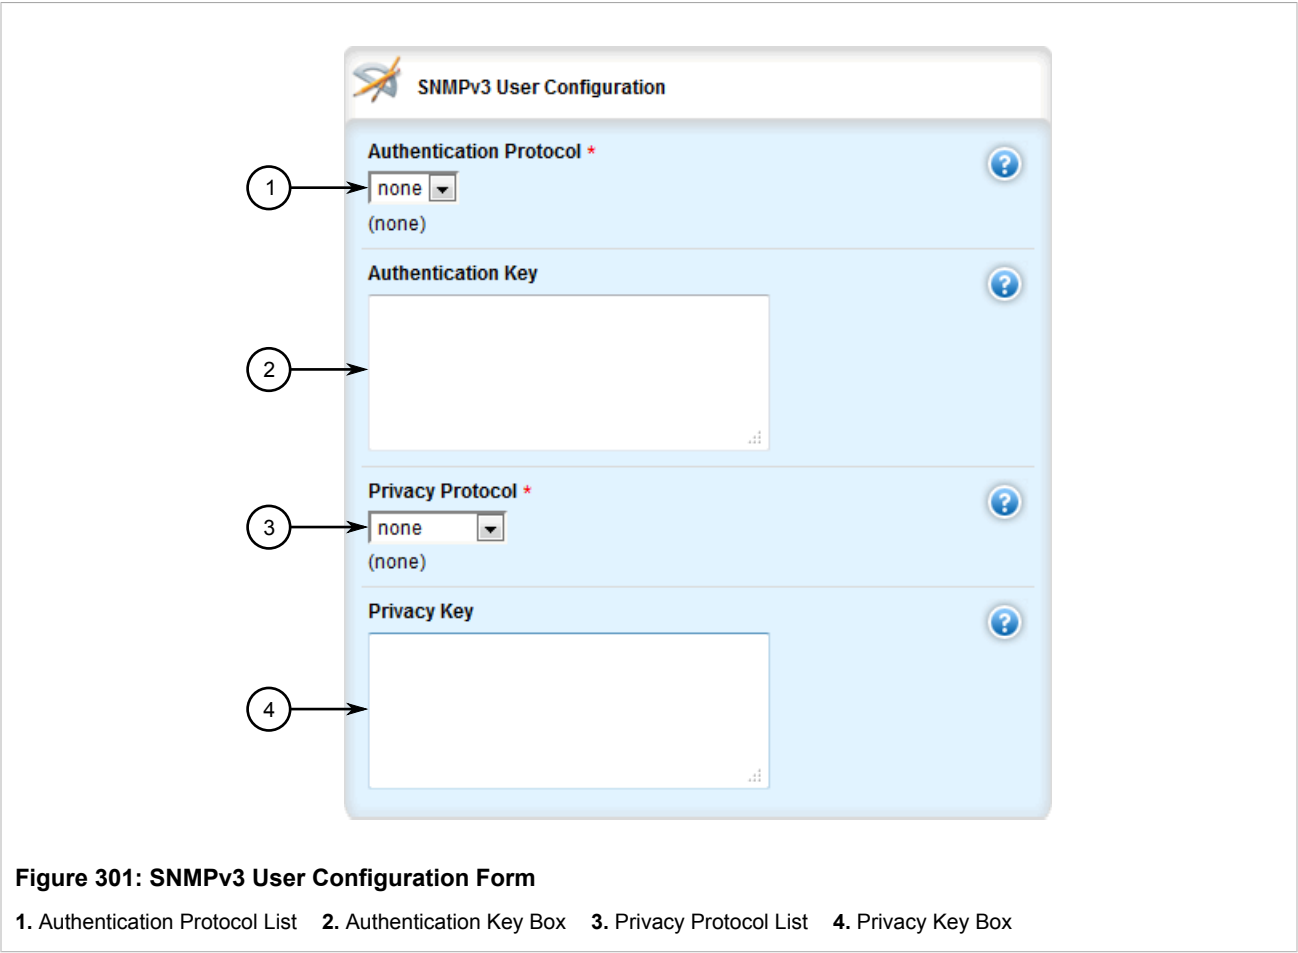 SNMPv3 User Configuration
Authentication Protocol *
1
none
(none)
Authentication Key
2
Privacy Protocol *
3
none
(none)
Privacy Key
4
Figure 301: SNMPv3 User Configuration Form
1. Authentication Protocol List 2. Authentication Key Box 3. Privacy Protocol List 4. Privacy Key Box